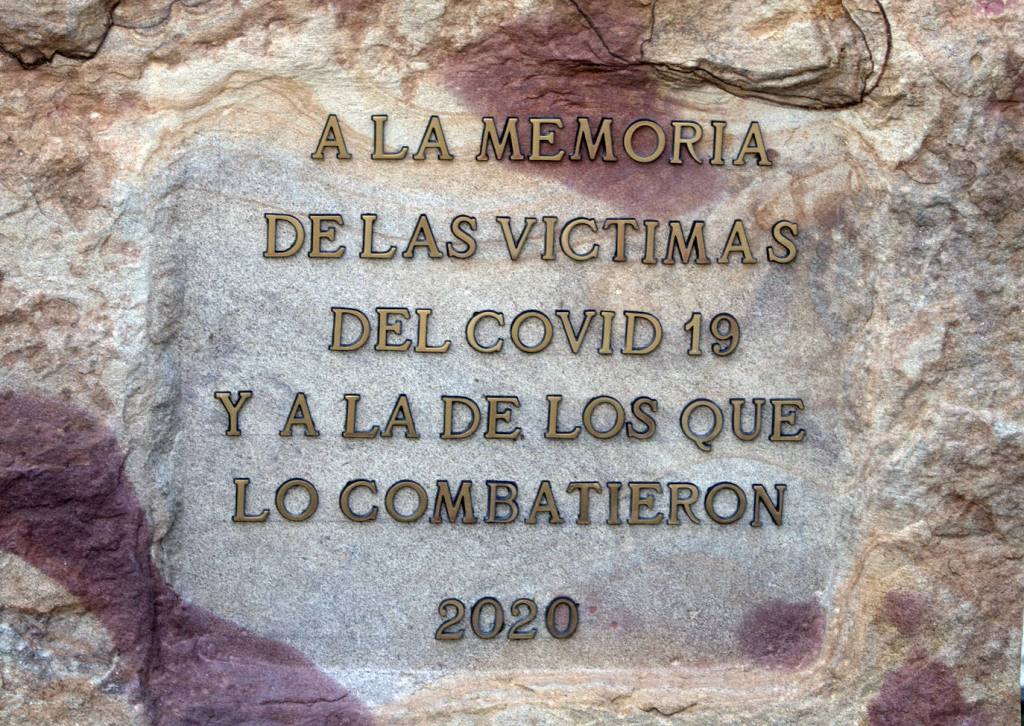 A LA MEMORIA
DE LAS VICTIMAS
DEL COVID 19
Y A LA DE LOS QUE
LO COMBATIERON
2020